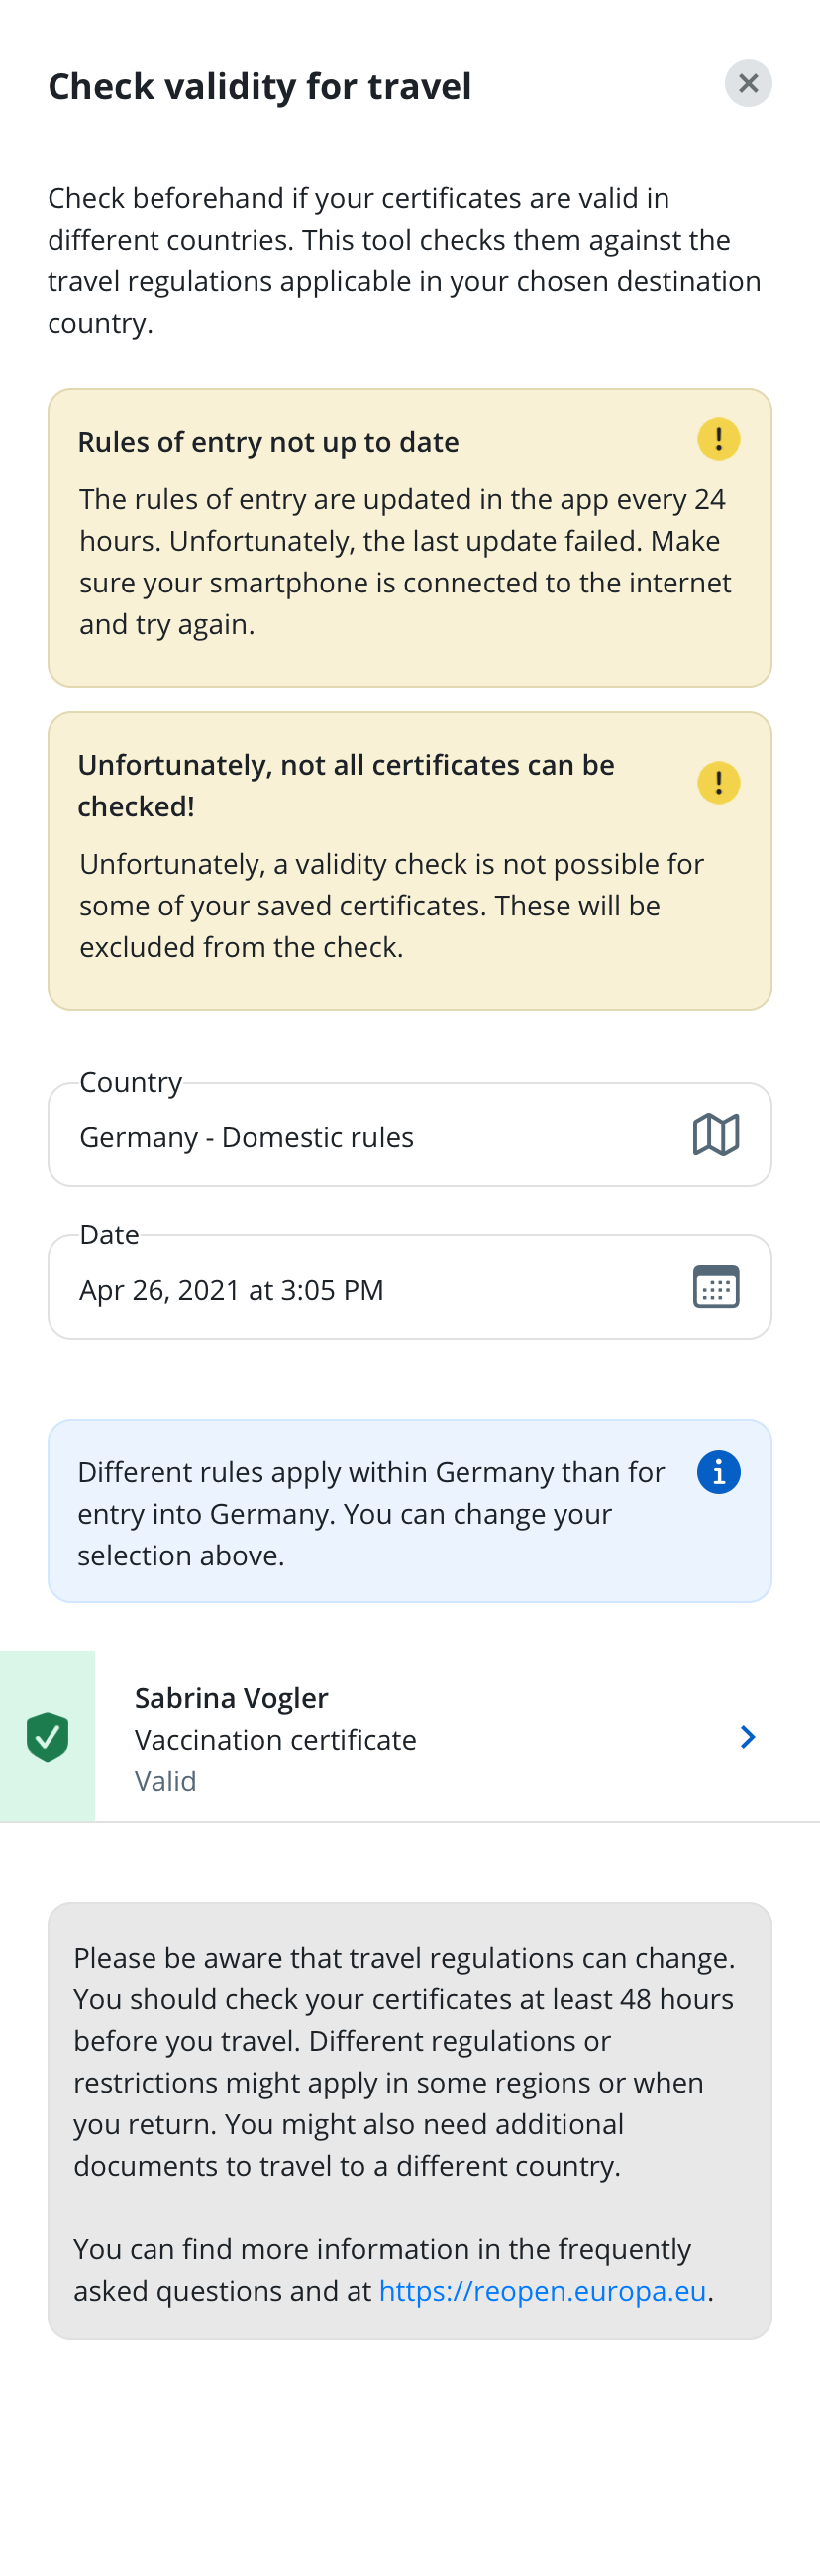 Check validity for travel
Check beforehand if your certificates are valid in
different countries. This tool checks them against the
travel regulations applicable in your chosen destination
country.
Rules of entry not up to date
The rules of entry are updated in the app every 24
hours. Unfortunately, the last update failed. Make
sure your smartphone is connected to the internet
and try again.
Unfortunately, not all certificates can be
checked!
Unfortunately, a validity check is not possible for
some of your saved certificates. These will be
excluded from the check.
Country
Germany - Domestic rules
Date
Apr 26, 2021 at 3:05 PM
Different rules apply within Germany than for
entry into Germany. You can change your
selection above.
Sabrina Vogler
Vaccination certificate
Valid
Please be aware that travel regulations can change.
You should check your certificates at least 48 hours
before you travel. Different regulations or
restrictions might apply in some regions or when
you return. You might also need additional
documents to travel to a different country.
You can find more information in the frequently
asked questions and at https://reopen.europa.eu.